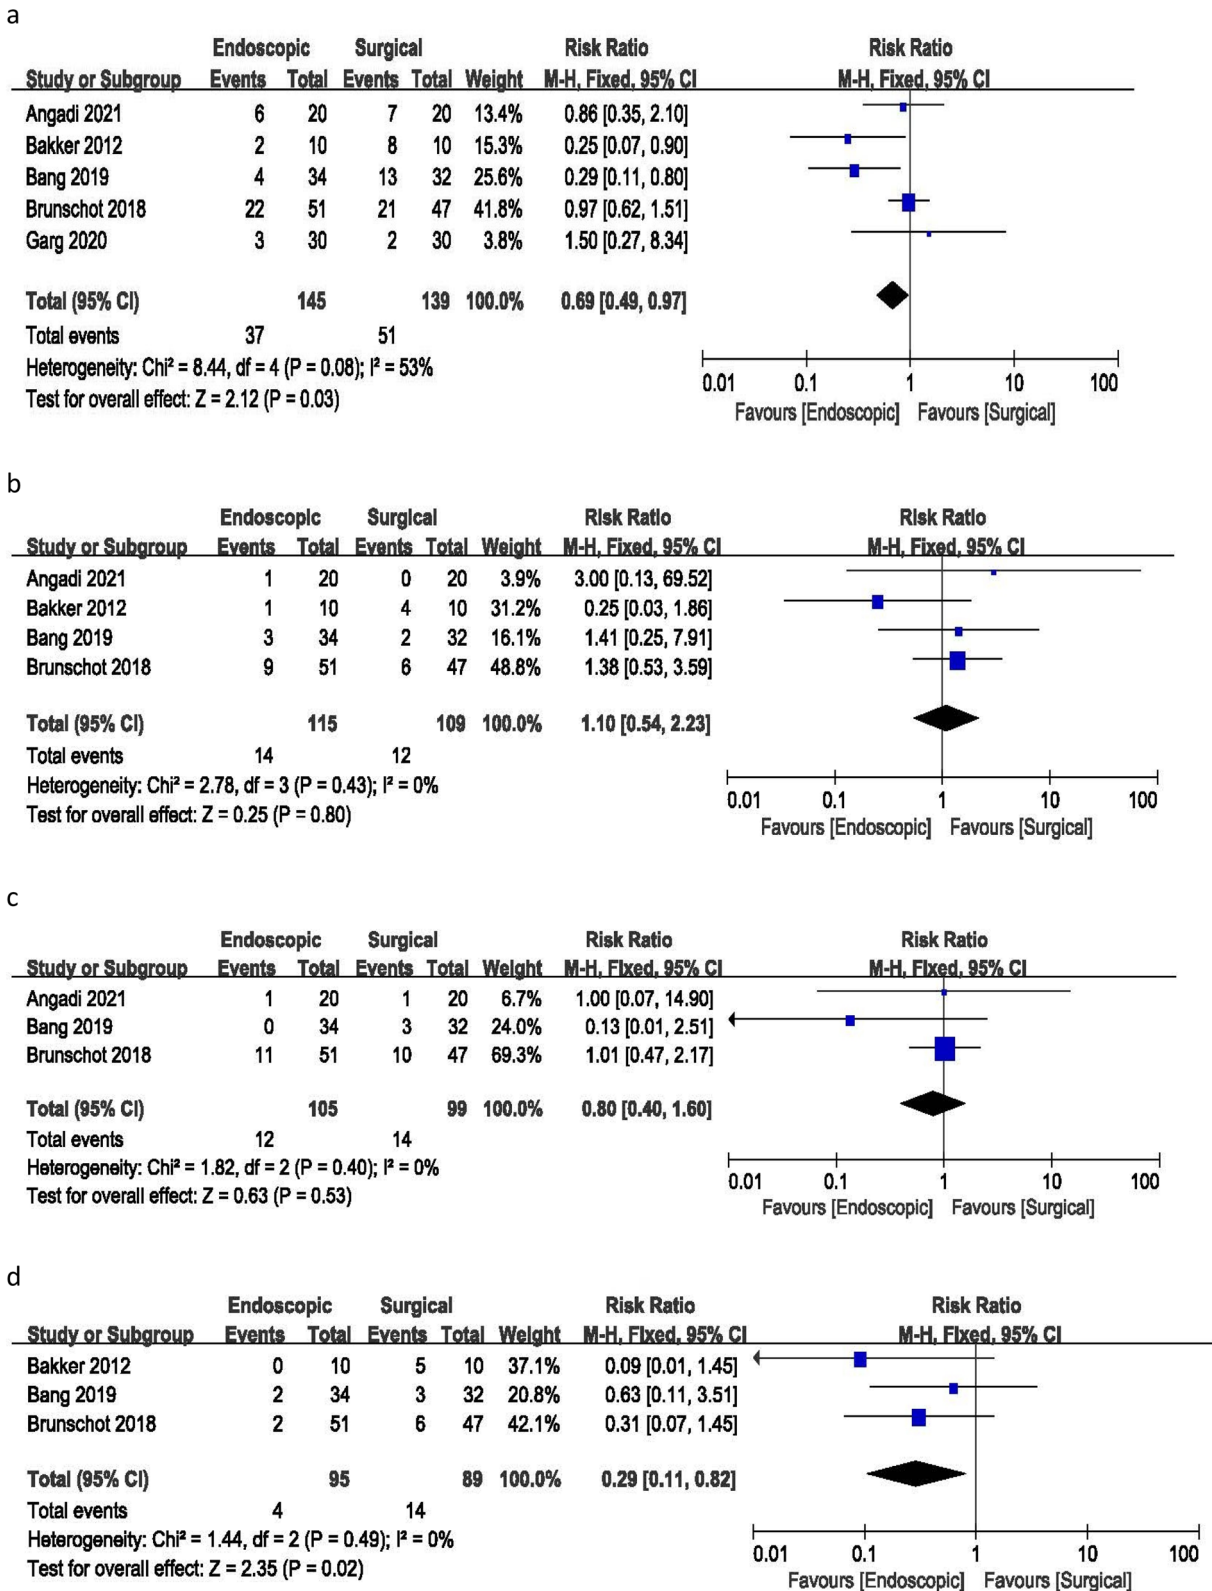 a
Endoscopic Surgical Risk Ratio Risk Ratio
Study or Subgroup Events Total Events Total Weight M-H, Fixed, 95% CI M-H, Fixed, 95% CI
Angadi 2021 6 20 7 20 13.4% 0.86 [0.35, 2.10]
Bakker 2012 2 10 8 10 15.3% 0.25 [0.07, 0.90]
Bang 2019 4 34 13 32 25.6% 0.29 [0.11, 0.80]
Brunschot 2018 22 51 21 47 41.8% 0.97 [0.62, 1.51]
Garg 2020 3 30 2 30 3.8% 1.50 [0.27, 8.34]
Total (95% CI) 145 139 100.0% 0.69 [0.49, 0.97]
Total events 37 51
Heterogeneity: Chi² = 8.44, df = 4 (P = 0.08); I² = 53%
Test for overall effect: Z = 2.12 (P = 0.03)
0.01 0.1 1 10 100
Favours [Endoscopic] Favours [Surgical]
b
Endoscopic Surgical Risk Ratio Risk Ratio
Study or Subgroup Events Total Events Total Weight M-H, Fixed, 95% CI M-H, Fixed, 95% CI
Angadi 2021 1 20 0 20 3.9% 3.00 [0.13, 69.52]
Bakker 2012 1 10 4 10 31.2% 0.25 [0.03, 1.86]
Bang 2019 3 34 2 32 16.1% 1.41 [0.25, 7.91]
Brunschot 2018 9 51 6 47 48.8% 1.38 [0.53, 3.59]
Total (95% CI) 115 109 100.0% 1.10 [0.54, 2.23]
Total events 14 12
Heterogeneity: Chi² = 2.78, df = 3 (P = 0.43); I² = 0%
Test for overall effect: Z = 0.25 (P = 0.80)
0.01 0.1 1 10 100
Favours [Endoscopic] Favours [Surgical]
c
Endoscopic Surgical Risk Ratio Risk Ratio
Study or Subgroup Events Total Events Total Weight M-H, Fixed, 95% CI M-H, Fixed, 95% CI
Angadi 2021 1 20 1 20 6.7% 1.00 [0.07, 14.90]
Bang 2019 0 34 3 32 24.0% 0.13 [0.01, 2.51]
Brunschot 2018 11 51 10 47 69.3% 1.01 [0.47, 2.17]
Total (95% CI) 105 99 100.0% 0.80 [0.40, 1.60]
Total events 12 14
Heterogeneity: Chi² = 1.82, df = 2 (P = 0.40); I² = 0%
Test for overall effect: Z = 0.63 (P = 0.53)
0.01 0.1 1 10 100
Favours [Endoscopic] Favours [Surgical]
d
Endoscopic Surgical Risk Ratio Risk Ratio
Study or Subgroup Events Total Events Total Weight M-H, Fixed, 95% CI M-H, Fixed, 95% CI
Bakker 2012 0 10 5 10 37.1% 0.09 [0.01, 1.45]
Bang 2019 2 34 3 32 20.8% 0.63 [0.11, 3.51]
Brunschot 2018 2 51 6 47 42.1% 0.31 [0.07, 1.45]
Total (95% CI) 95 89 100.0% 0.29 [0.11, 0.82]
Total events 4 14
Heterogeneity: Chi² = 1.44, df = 2 (P = 0.49); I² = 0%
Test for overall effect: Z = 2.35 (P = 0.02)
0.01 0.1 1 10 100
Favours [Endoscopic] Favours [Surgical]